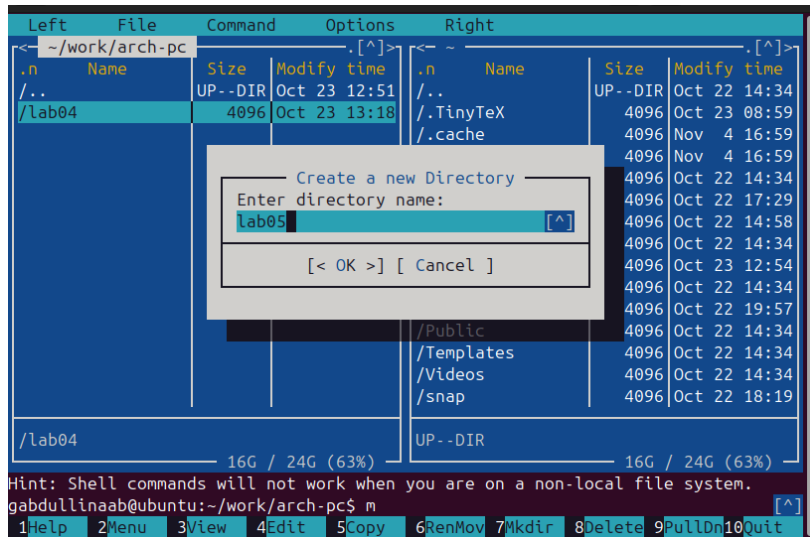 Left File Command Options Right
<─ ~/work/arch-pc ─.[^]>
.n Name Size Modify time
/.. UP--DIR Oct 23 12:51
/lab04 4096 Oct 23 13:18
/lab04
16G / 24G (63%)
<─ ~ ─.[^]>
.n Name Size Modify time
/.. UP--DIR Oct 22 14:34
/.TinyTeX 4096 Oct 23 08:59
/.cache 4096 Nov 4 16:59
4096 Nov 4 16:59
4096 Oct 22 14:34
4096 Oct 22 17:29
4096 Oct 22 14:58
4096 Oct 22 14:34
4096 Oct 23 12:54
4096 Oct 22 14:34
4096 Oct 22 19:57
/Public 4096 Oct 22 14:34
/Templates 4096 Oct 22 14:34
/Videos 4096 Oct 22 14:34
/snap 4096 Oct 22 18:19
UP--DIR
16G / 24G (63%)
Create a new Directory
Enter directory name:
lab05 [^]
[< OK >] [ Cancel ]
Hint: Shell commands will not work when you are on a non-local file system.
gabdullinaab@ubuntu:~/work/arch-pc$ m [^]
1Help 2Menu 3View 4Edit 5Copy 6RenMov 7Mkdir 8Delete 9PullDn 10Quit